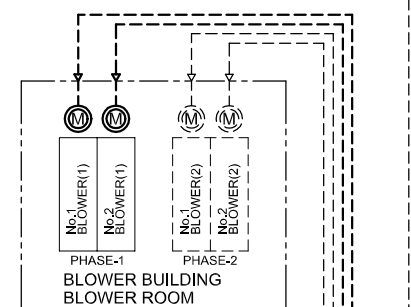 M M M M
No.1
BLOWER(1)
No.2
BLOWER(1)
No.1
BLOWER(2)
No.2
BLOWER(2)
PHASE-1 PHASE-2
BLOWER BUILDING
BLOWER ROOM